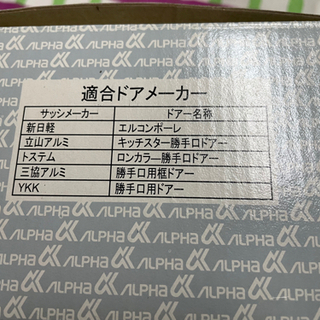 適合ドアメーカー
サッシメーカー ドアー名称
新日軽 エルコンポーレ
立山アルミ キッチスター勝手口ドアー
トステム ロンカラー勝手口ドアー
三協アルミ 勝手口用框ドアー
YKK 勝手口用ドアー
ALPHA ALPHA ALPHA ALPHA